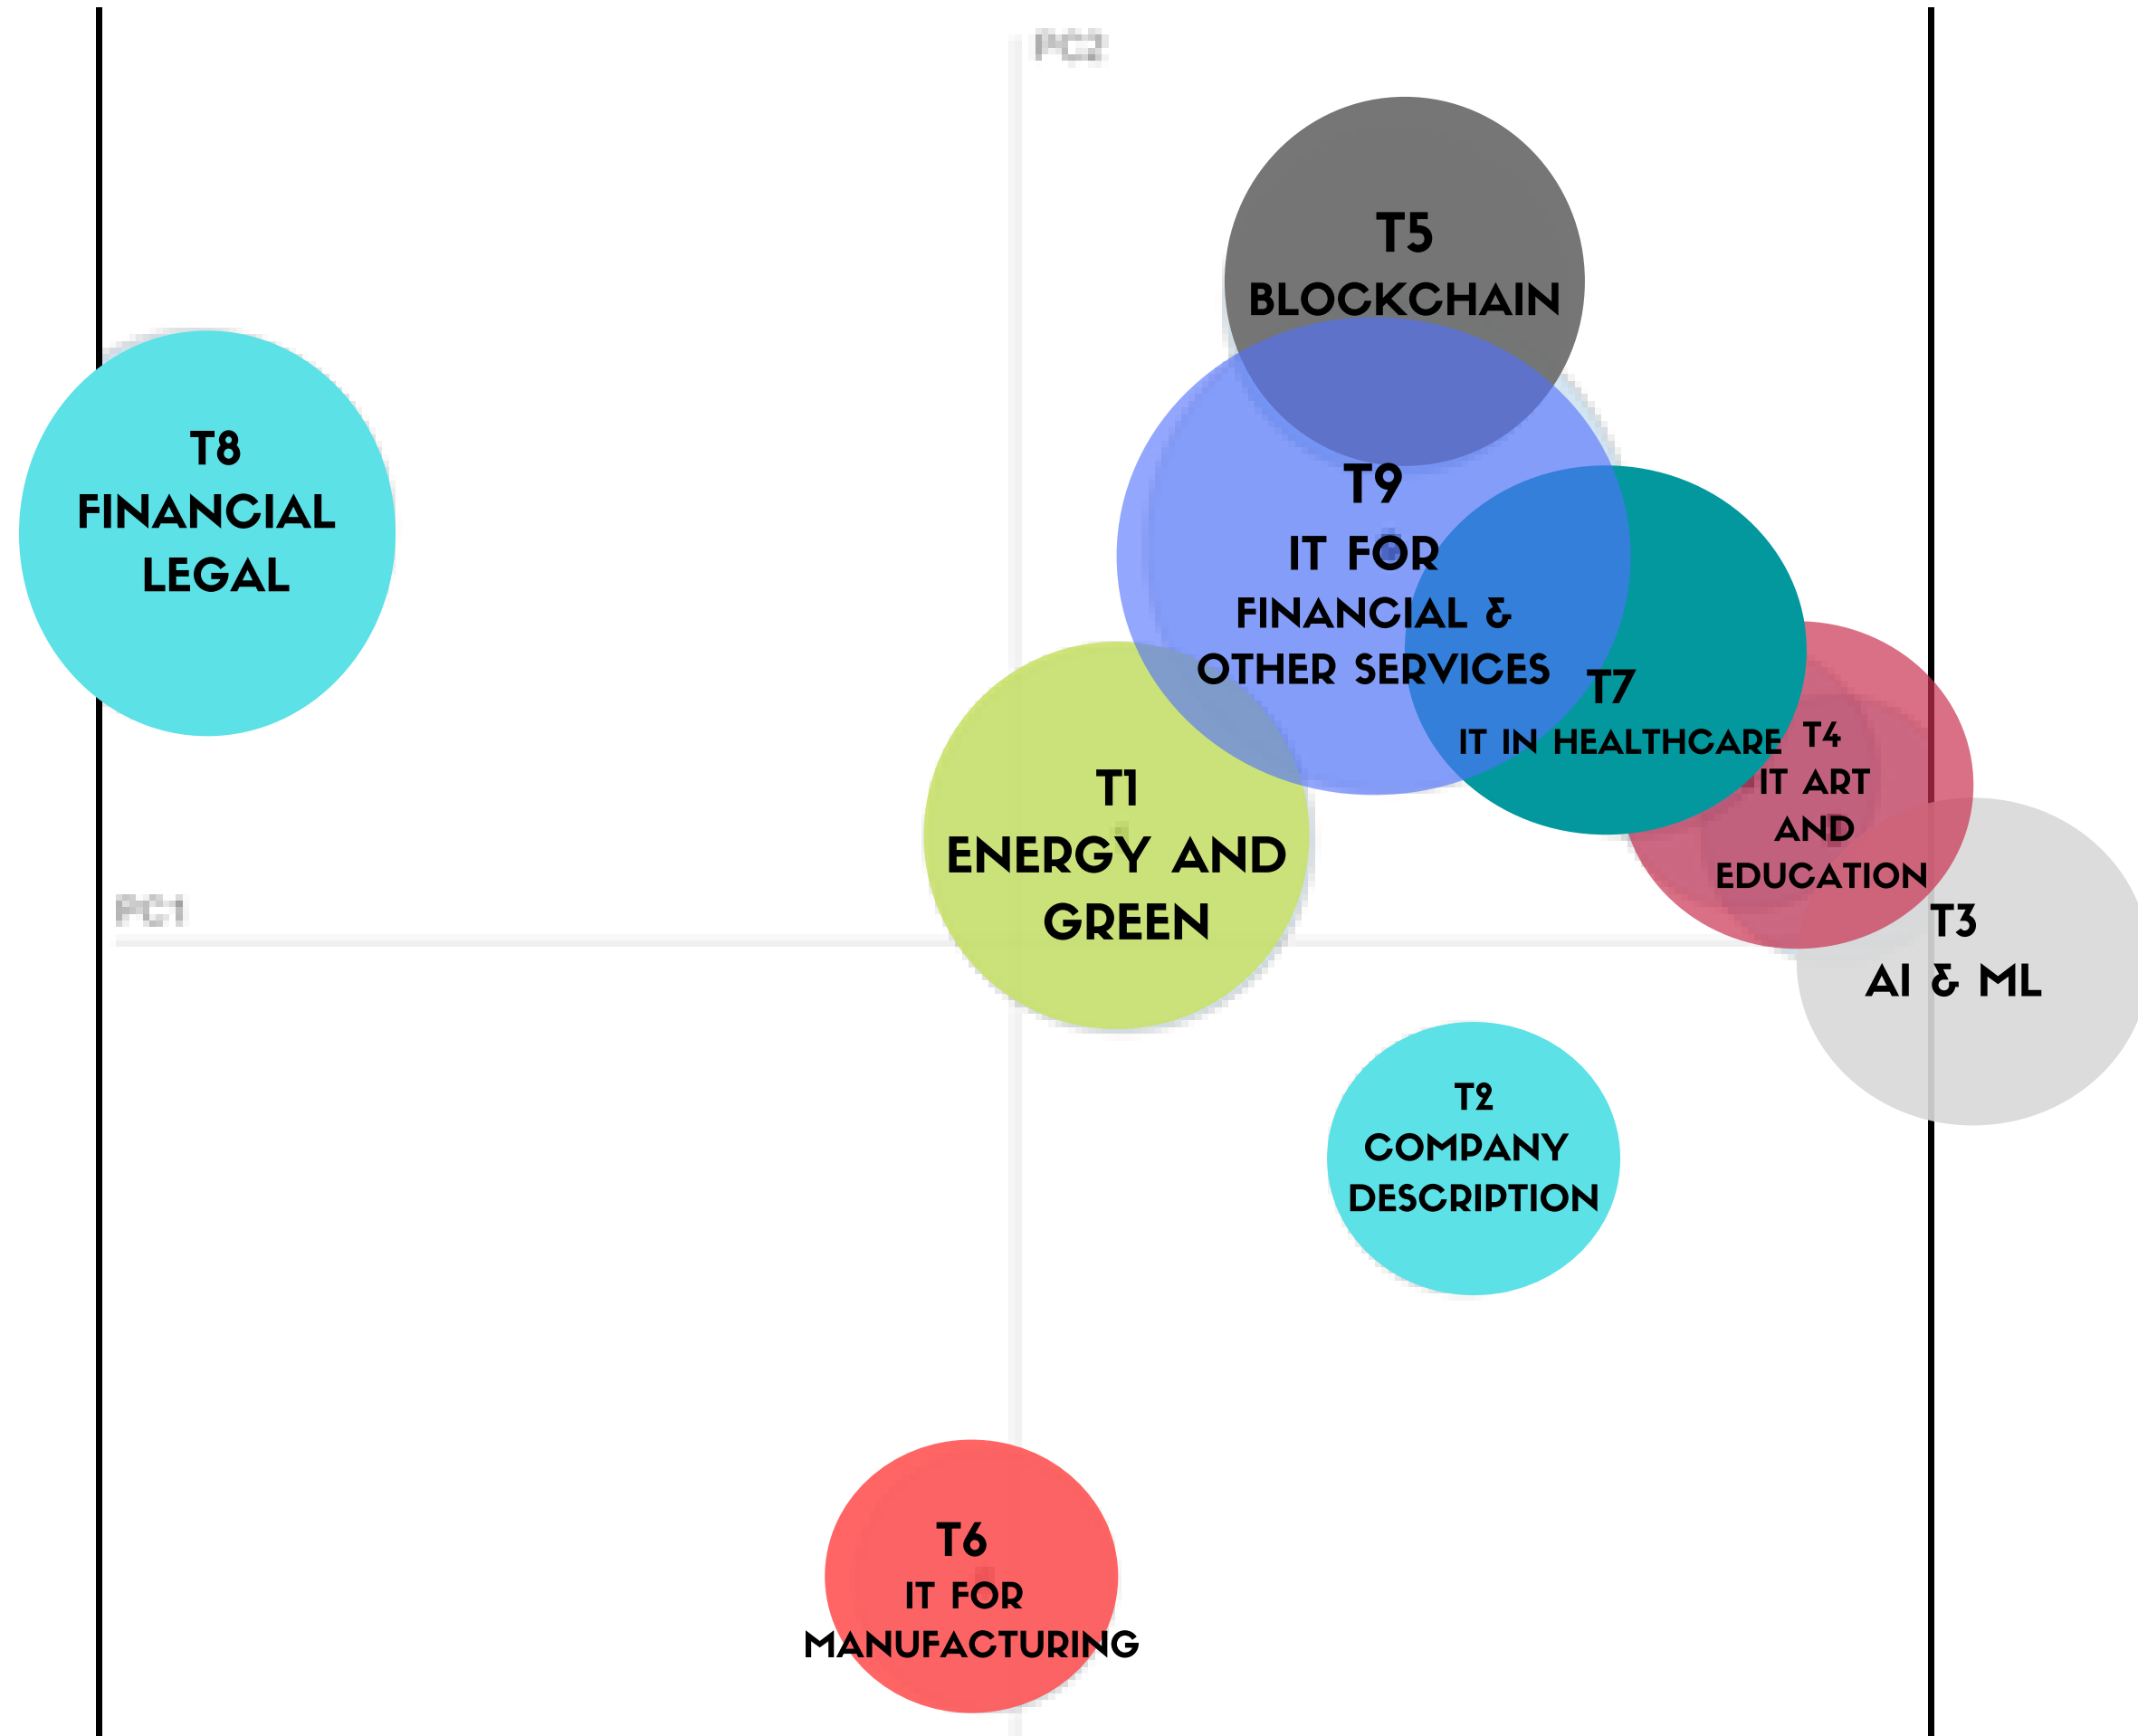 PC2
T5
BLOCKCHAIN
T8
FINANCIAL
LEGAL
T9
IT FOR
FINANCIAL &
OTHER SERVICES
T7
IT IN HEALTHCARE
T4
IT ART
AND
EDUCATION
T1
ENERGY AND
GREEN
PC1
T3
AI & ML
T2
COMPANY
DESCRIPTION
T6
IT FOR
MANUFACTURING